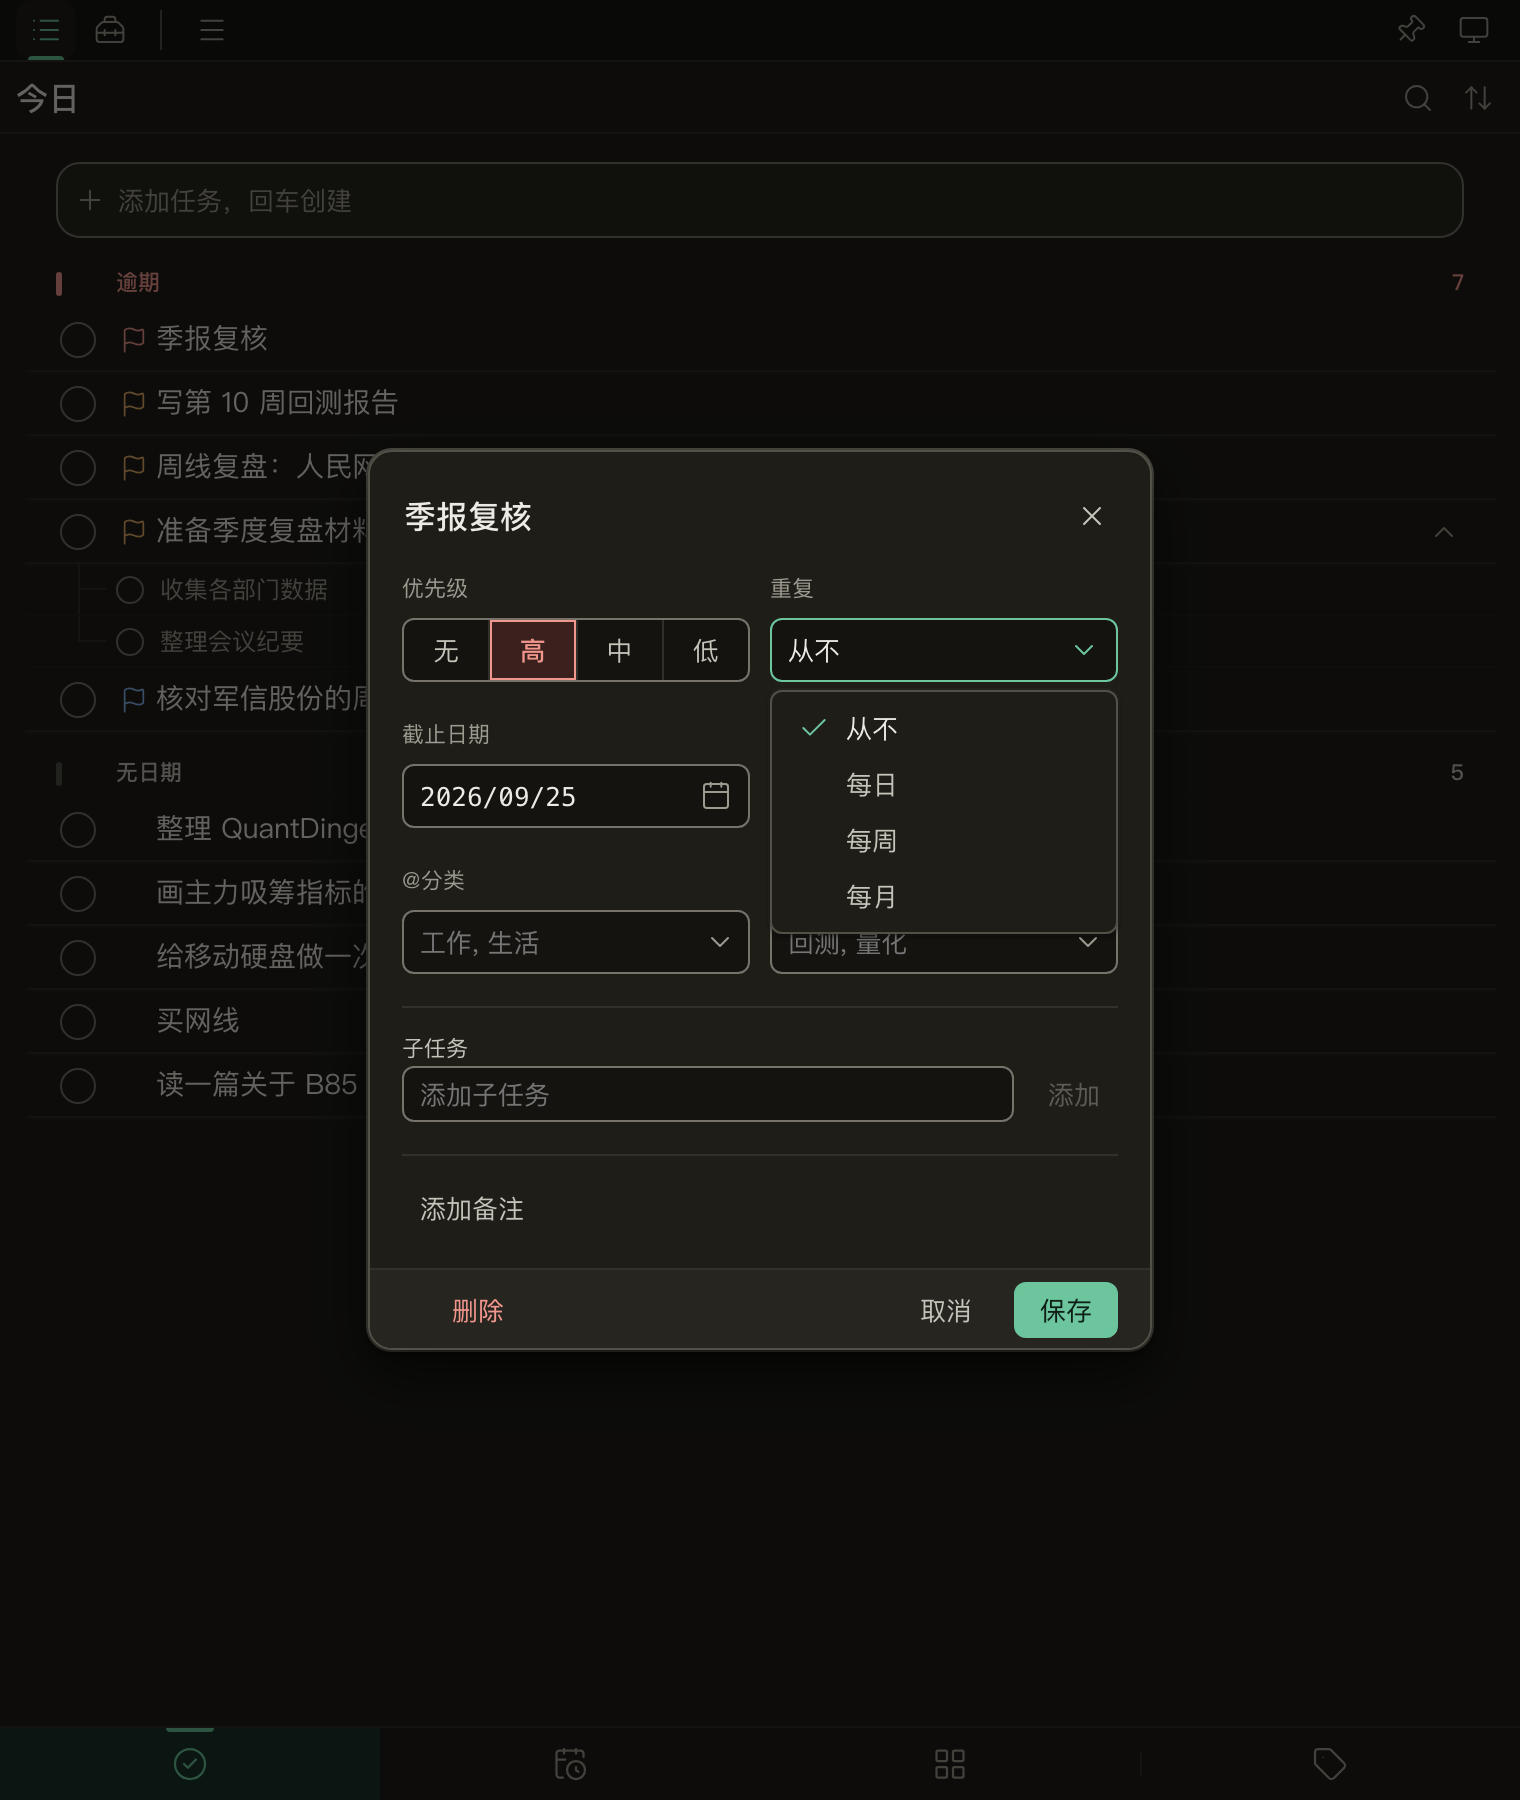 今日
添加任务，回车创建
逾期 7
季报复核
写第 10 周回测报告
周线复盘：人民网
准备季度复盘材料
收集各部门数据
整理会议纪要
核对军信股份的周
无日期 5
整理 QuantDinge
画主力吸筹指标的
给移动硬盘做一次
买网线
读一篇关于 B85
季报复核
优先级
无 高 中 低
重复
从不
从不
每日
每周
每月
截止日期
2026/09/25
@分类
工作, 生活
回测, 量化
子任务
添加子任务 添加
添加备注
删除 取消 保存